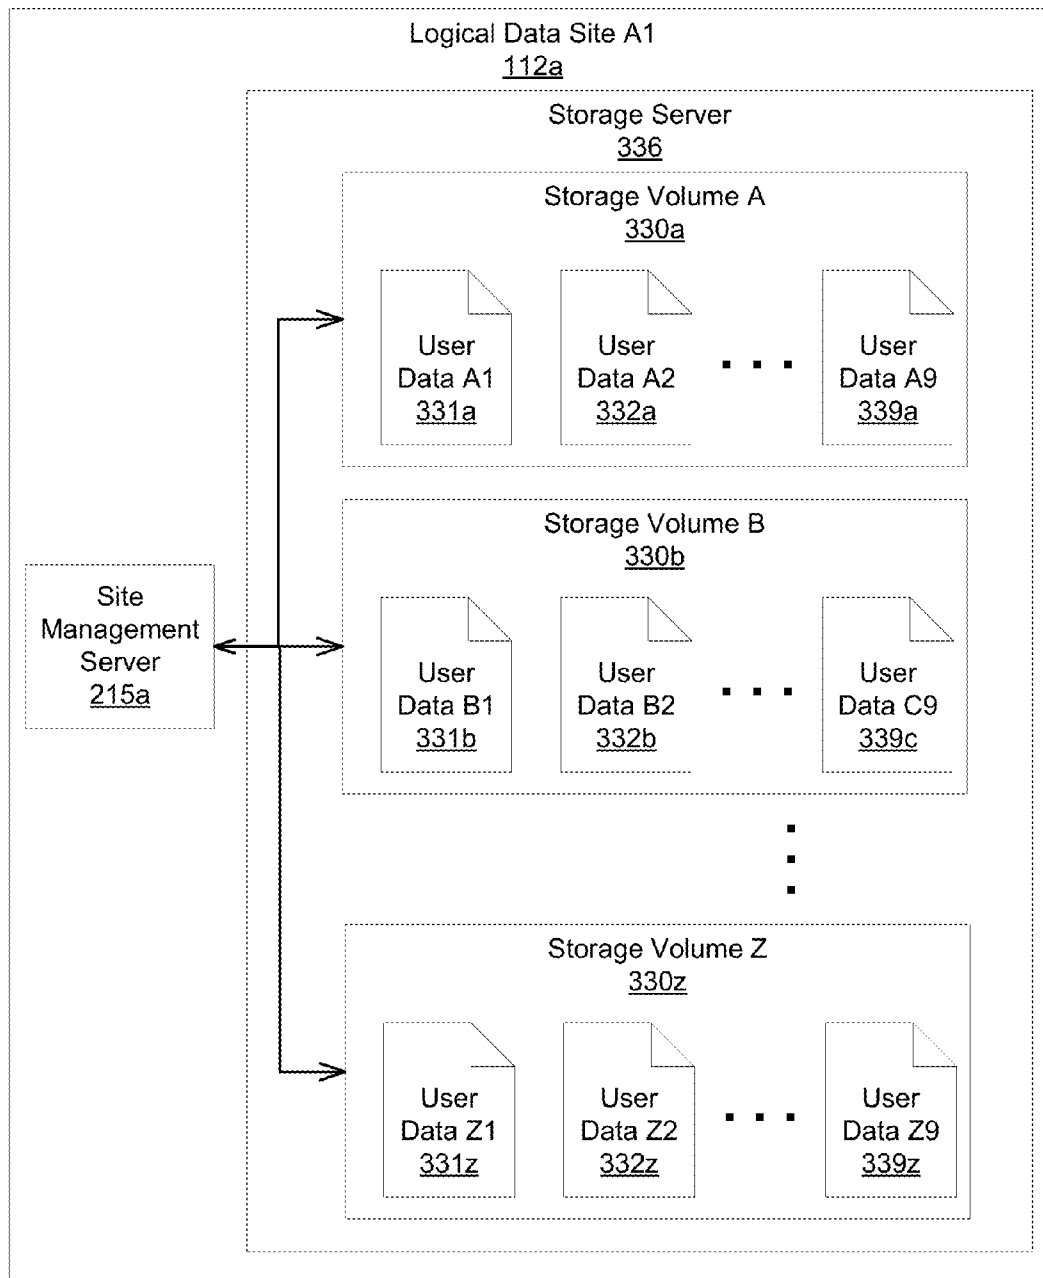 Logical Data Site A1
112a
Storage Server
336
Storage Volume A
330a
User
Data A1
331a
User
Data A2
332a
User
Data A9
339a
Storage Volume B
330b
User
Data B1
331b
User
Data B2
332b
User
Data C9
339c
Site
Management
Server
215a
Storage Volume Z
330z
User
Data Z1
331z
User
Data Z2
332z
User
Data Z9
339z